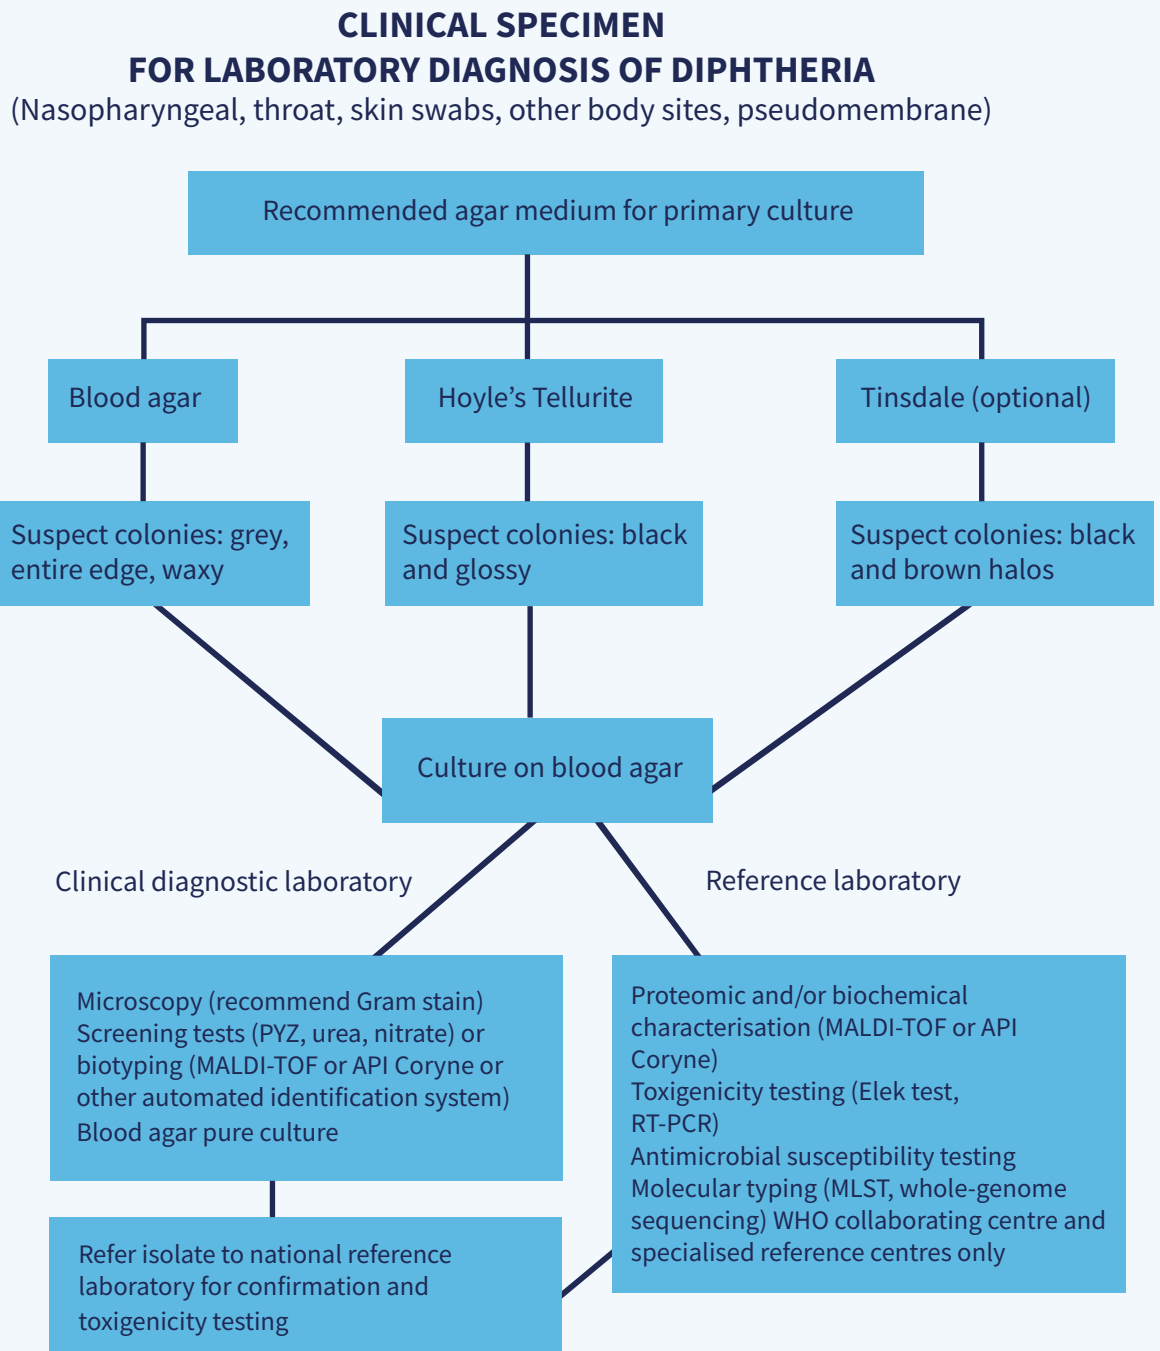 CLINICAL SPECIMEN
FOR LABORATORY DIAGNOSIS OF DIPHTHERIA
(Nasopharyngeal, throat, skin swabs, other body sites, pseudomembrane)
Recommended agar medium for primary culture
Blood agar
Hoyle’s Tellurite
Tinsdale (optional)
Suspect colonies: grey,
entire edge, waxy
Suspect colonies: black
and glossy
Suspect colonies: black
and brown halos
Culture on blood agar
Clinical diagnostic laboratory
Reference laboratory
Microscopy (recommend Gram stain)
Screening tests (PYZ, urea, nitrate) or
biotyping (MALDI-TOF or API Coryne or
other automated identification system)
Blood agar pure culture
Proteomic and/or biochemical
characterisation (MALDI-TOF or API
Coryne)
Toxigenicity testing (Elek test,
RT-PCR)
Antimicrobial susceptibility testing
Molecular typing (MLST, whole-genome
sequencing) WHO collaborating centre and
specialised reference centres only
Refer isolate to national reference
laboratory for confirmation and
toxigenicity testing